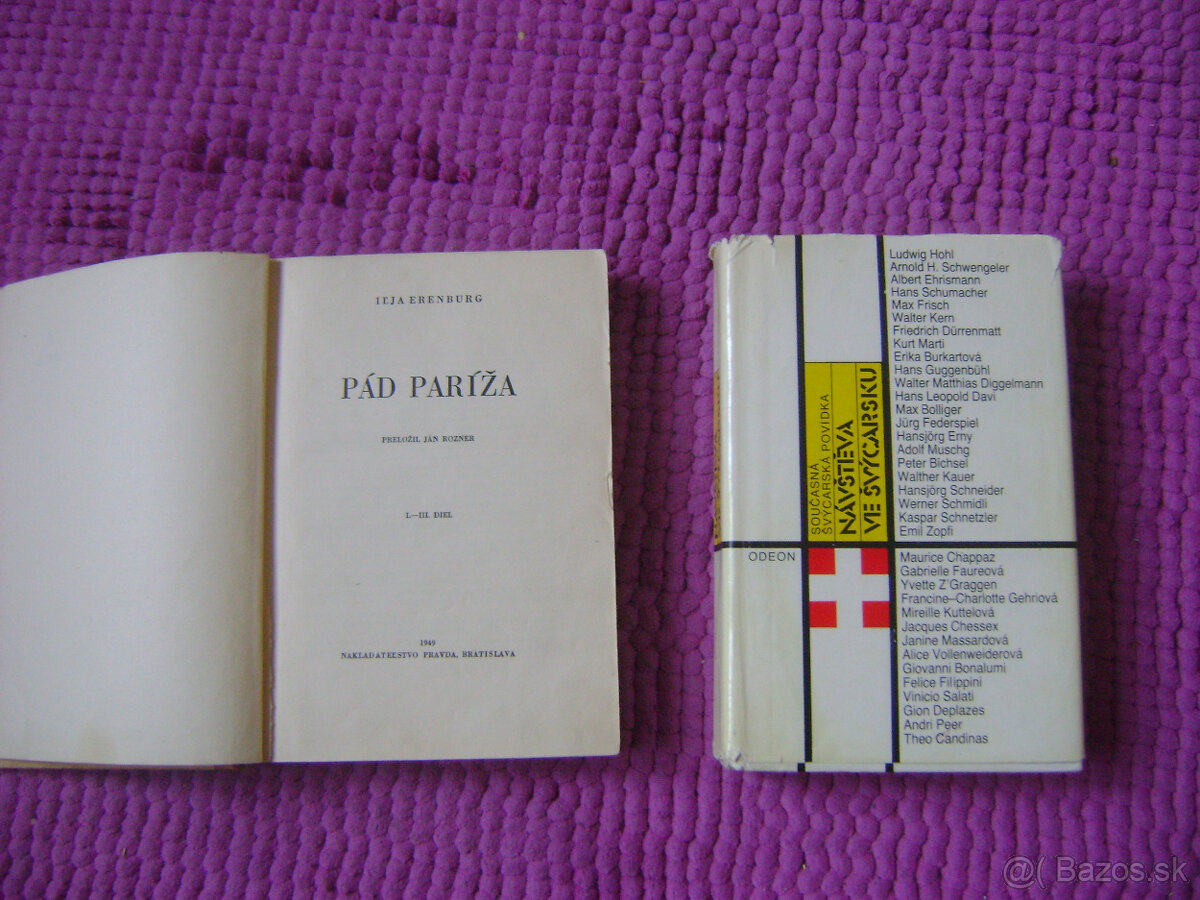 IĽJA ERENBURG
PÁD PARÍŽA
PRELOŽIL JÁN ROZNER
I.—III. DIEL
1949
NAKLADATEĽSTVO PRAVDA, BRATISLAVA
SOUČASNÁ
ŠVÝCARSKÁ POVÍDKA
NÁVŠTĚVA
VE ŠVÝCARSKU
ODEON
Ludwig Hohl
Arnold H. Schwengeler
Albert Ehrismann
Hans Schumacher
Max Frisch
Walter Kern
Friedrich Dürrenmatt
Kurt Marti
Erika Burkartová
Hans Guggenbühl
Walter Matthias Diggelmann
Hans Leopold Davi
Max Bolliger
Jürg Federspiel
Hansjörg Erny
Adolf Muschg
Peter Bichsel
Walther Kauer
Hansjörg Schneider
Werner Schmidli
Kaspar Schnetzler
Emil Zopfi
Maurice Chappaz
Gabrielle Faureová
Yvette Z'Graggen
Francine–Charlotte Gehriová
Mireille Kuttelová
Jacques Chessex
Janine Massardová
Alice Vollenweiderová
Giovanni Bonalumi
Felice Filippini
Vinicio Salati
Gion Deplazes
Andri Peer
Theo Candinas
@( Bazos.sk